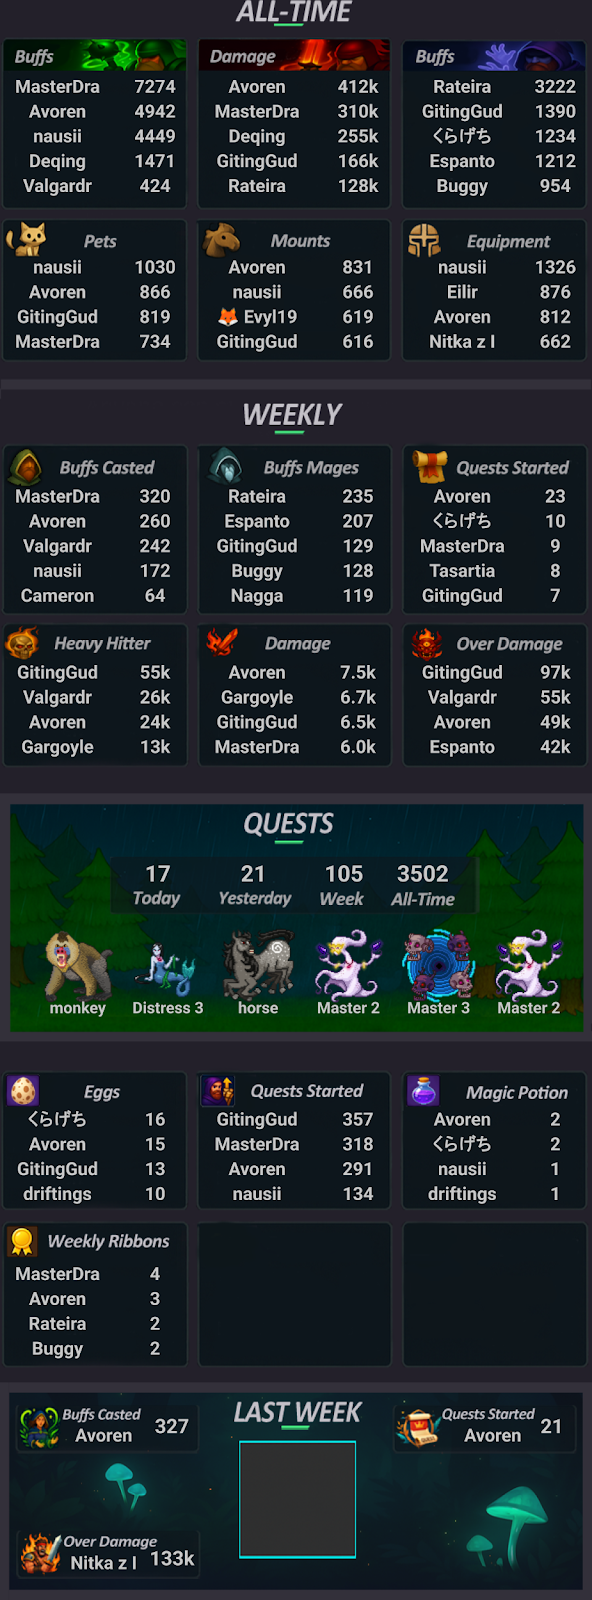 ALL-TIME
Buffs
MasterDra 7274
Avoren 4942
nausii 4449
Deqing 1471
Valgardr 424
Damage
Avoren 412k
MasterDra 310k
Deqing 255k
GitingGud 166k
Rateira 128k
Buffs
Rateira 3222
GitingGud 1390
くらげち 1234
Espanto 1212
Buggy 954
Pets
nausii 1030
Avoren 866
GitingGud 819
MasterDra 734
Mounts
Avoren 831
nausii 666
🦊 Evyl19 619
GitingGud 616
Equipment
nausii 1326
Eilir 876
Avoren 812
Nitka z I 662
WEEKLY
Buffs Casted
MasterDra 320
Avoren 260
Valgardr 242
nausii 172
Cameron 64
Buffs Mages
Rateira 235
Espanto 207
GitingGud 129
Buggy 128
Nagga 119
Quests Started
Avoren 23
くらげち 10
MasterDra 9
Tasartia 8
GitingGud 7
Heavy Hitter
GitingGud 55k
Valgardr 26k
Avoren 24k
Gargoyle 13k
Damage
Avoren 7.5k
Gargoyle 6.7k
GitingGud 6.5k
MasterDra 6.0k
Over Damage
GitingGud 97k
Valgardr 55k
Avoren 49k
Espanto 42k
QUESTS
17 21 105 3502
Today Yesterday Week All-Time
monkey Distress 3 horse Master 2 Master 3 Master 2
Eggs
くらげち 16
Avoren 15
GitingGud 13
driftings 10
Quests Started
GitingGud 357
MasterDra 318
Avoren 291
nausii 134
Magic Potion
Avoren 2
くらげち 2
nausii 1
driftings 1
Weekly Ribbons
MasterDra 4
Avoren 3
Rateira 2
Buggy 2
LAST WEEK
Buffs Casted
Avoren 327
Quests Started
Avoren 21
Over Damage
Nitka z I 133k